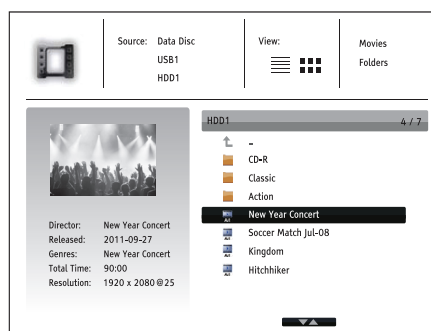 Source: Data Disc
USB1
HDD1
View:
Movies
Folders
HDD1 4 / 7
-
CD-R
Classic
Action
New Year Concert
Soccer Match Jul-08
Kingdom
Hitchhiker
Director: New Year Concert
Released: 2011-09-27
Genres: New Year Concert
Total Time: 90:00
Resolution: 1920 x 2080@25